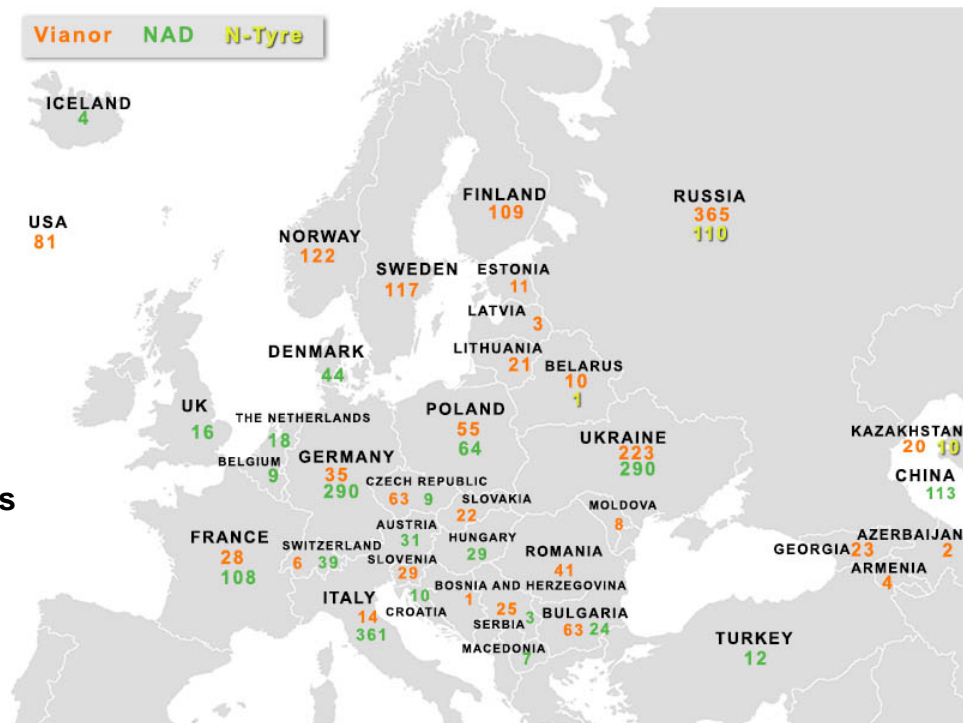 Vianor NAD N-Tyre
ICELAND
4
USA
81
FINLAND
109
RUSSIA
365
110
NORWAY
122
SWEDEN
117
ESTONIA
11
LATVIA
3
LITHUANIA
21
BELARUS
10
1
DENMARK
44
UK
16
THE NETHERLANDS
18
BELGIUM
9
GERMANY
35
290
POLAND
55
64
UKRAINE
223
290
KAZAKHSTAN
20 10
CHINA
113
CZECH REPUBLIC
63 9
SLOVAKIA
22
MOLDOVA
8
s
AUSTRIA
31
HUNGARY
29
FRANCE
28
108
SWITZERLAND
6 39
SLOVENIA
29
ROMANIA
41
AZERBAIJAN
2
GEORGIA 23
ARMENIA
4
BOSNIA AND HERZEGOVINA
1
CROATIA
10
ITALY
14
361
25 3
SERBIA
BULGARIA
63 24
MACEDONIA
7
TURKEY
12